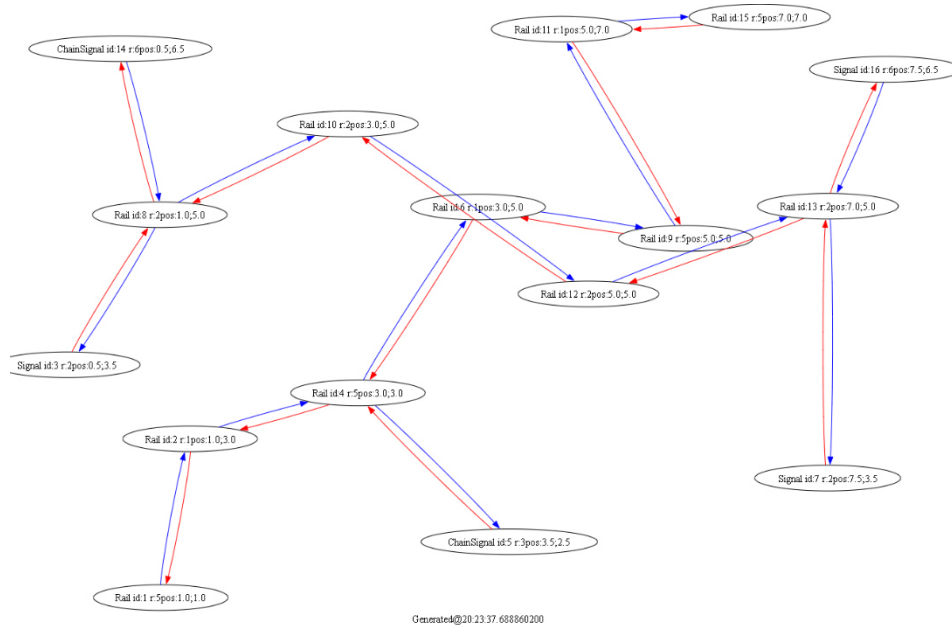 Rail id:15 r:5pos:7.0;7.0
Rail id:11 r:1pos:5.0;7.0
ChainSignal id:14 r:6pos:0.5;6.5
Signal id:16 r:6pos:7.5;6.5
Rail id:10 r:2pos:3.0;5.0
Rail id:6 r:1pos:3.0;5.0
Rail id:13 r:2pos:7.0;5.0
Rail id:8 r:2pos:1.0;5.0
Rail id:9 r:5pos:5.0;5.0
Rail id:12 r:2pos:5.0;5.0
Signal id:3 r:2pos:0.5;3.5
Rail id:4 r:5pos:3.0;3.0
Rail id:2 r:1pos:1.0;3.0
Signal id:7 r:2pos:7.5;3.5
ChainSignal id:5 r:3pos:3.5;2.5
Rail id:1 r:5pos:1.0;1.0
Generated@20:23:37.688860200